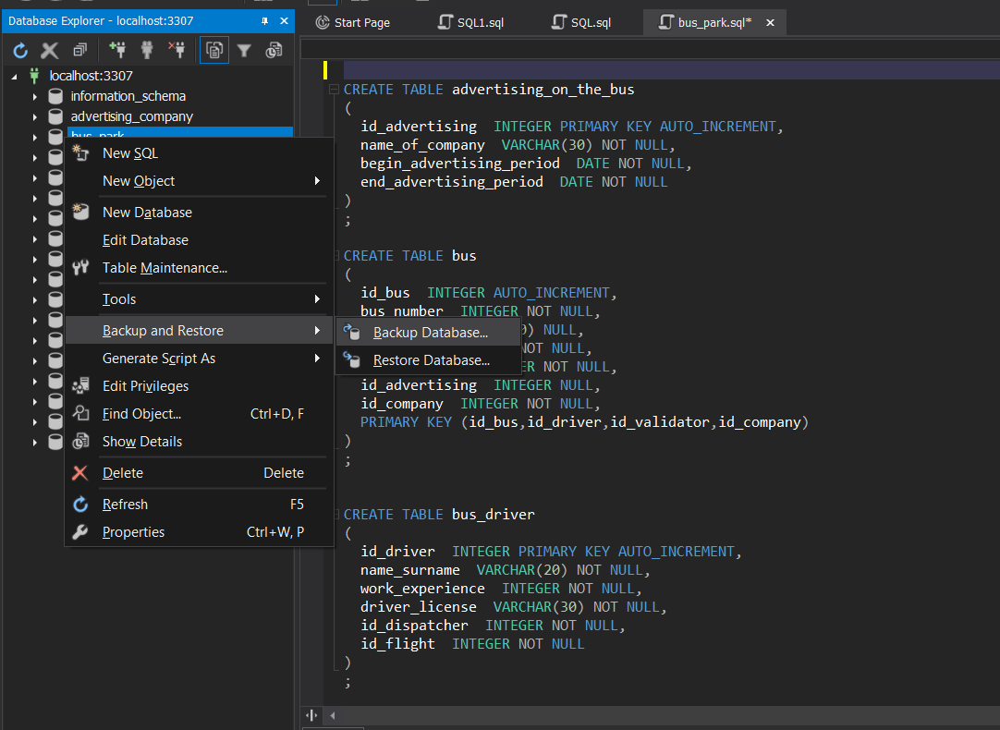 Database Explorer - localhost:3307
Start Page
SQL1.sql
SQL.sql
bus_park.sql*
localhost:3307
information_schema
advertising_company
bus_park
New SQL
New Object
New Database
Edit Database
Table Maintenance...
Tools
Backup and Restore
Generate Script As
Edit Privileges
Find Object... Ctrl+D, F
Show Details
Delete Delete
Refresh F5
Properties Ctrl+W, P
Backup Database...
Restore Database...
CREATE TABLE advertising_on_the_bus
(
id_advertising INTEGER PRIMARY KEY AUTO_INCREMENT,
name_of_company VARCHAR(30) NOT NULL,
begin_advertising_period DATE NOT NULL,
end_advertising_period DATE NOT NULL
)
;
CREATE TABLE bus
(
id_bus INTEGER AUTO_INCREMENT,
bus_number INTEGER NOT NULL,
0) NULL,
NOT NULL,
ER NOT NULL,
id_advertising INTEGER NULL,
id_company INTEGER NOT NULL,
PRIMARY KEY (id_bus,id_driver,id_validator,id_company)
)
;
CREATE TABLE bus_driver
(
id_driver INTEGER PRIMARY KEY AUTO_INCREMENT,
name_surname VARCHAR(20) NOT NULL,
work_experience INTEGER NOT NULL,
driver_license VARCHAR(30) NOT NULL,
id_dispatcher INTEGER NOT NULL,
id_flight INTEGER NOT NULL
)
;